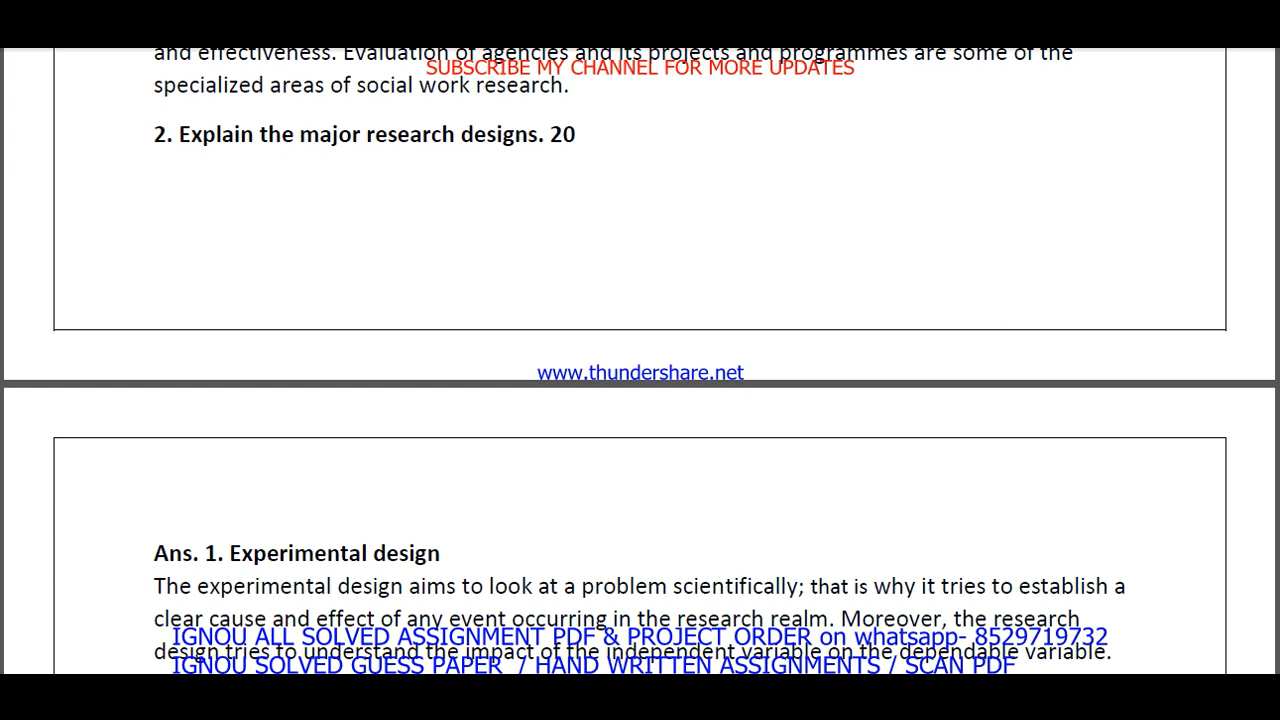 and effectiveness. Evaluation of agencies and its projects and programmes are some of the
SUBSCRIBE MY CHANNEL FOR MORE UPDATES
specialized areas of social work research.
2. Explain the major research designs. 20
www.thundershare.net
Ans. 1. Experimental design
The experimental design aims to look at a problem scientifically; that is why it tries to establish a
clear cause and effect of any event occurring in the research realm. Moreover, the research
IGNOU ALL SOLVED ASSIGNMENT PDF & PROJECT ORDER on whatsapp- 8529719732
design tries to understand the impact of the independent variable on the dependable variable.
IGNOU SOLVED GUESS PAPER / HAND WRITTEN ASSIGNMENTS / SCAN PDF